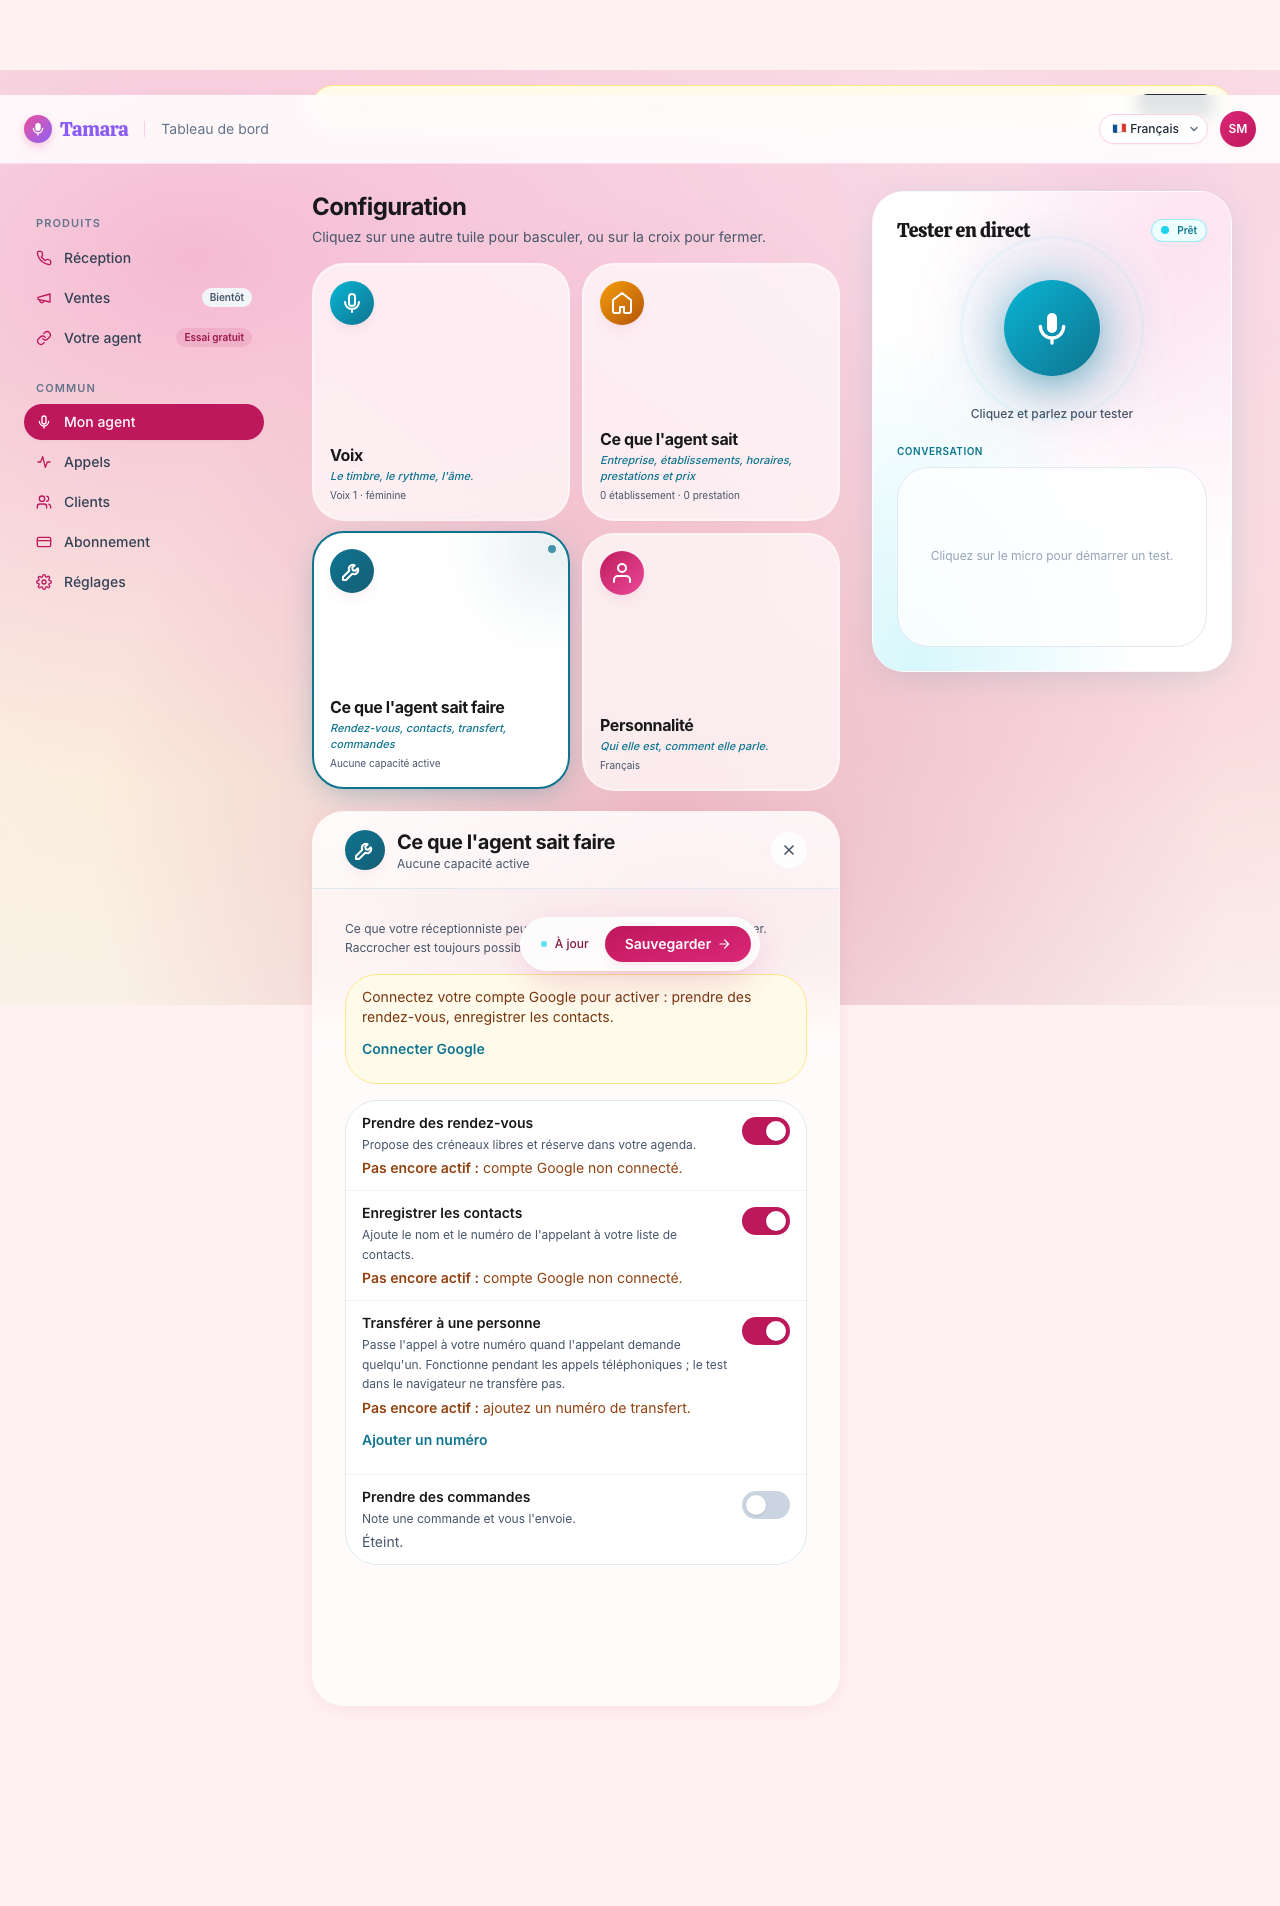 Tamara
Tableau de bord
Français
SM
PRODUITS
Réception
Ventes
Bientôt
Votre agent
Essai gratuit
COMMUN
Mon agent
Appels
Clients
Abonnement
Réglages
Configuration
Cliquez sur une autre tuile pour basculer, ou sur la croix pour fermer.
Voix
Le timbre, le rythme, l'âme.
Voix 1 · féminine
Ce que l'agent sait
Entreprise, établissements, horaires,
prestations et prix
0 établissement · 0 prestation
Ce que l'agent sait faire
Rendez-vous, contacts, transfert,
commandes
Aucune capacité active
Personnalité
Qui elle est, comment elle parle.
Français
Tester en direct
Prêt
Cliquez et parlez pour tester
CONVERSATION
Cliquez sur le micro pour démarrer un test.
Ce que l'agent sait faire
Aucune capacité active
Ce que votre réceptionniste
Raccrocher est toujours
À jour
Sauvegarder
Connectez votre compte Google pour activer : prendre des
rendez-vous, enregistrer les contacts.
Connecter Google
Prendre des rendez-vous
Propose des créneaux libres et réserve dans votre agenda.
Pas encore actif : compte Google non connecté.
Enregistrer les contacts
Ajoute le nom et le numéro de l'appelant à votre liste de
contacts.
Pas encore actif : compte Google non connecté.
Transférer à une personne
Passe l'appel à votre numéro quand l'appelant demande
quelqu'un. Fonctionne pendant les appels téléphoniques ; le test
dans le navigateur ne transfère pas.
Pas encore actif : ajoutez un numéro de transfert.
Ajouter un numéro
Prendre des commandes
Note une commande et vous l'envoie.
Éteint.